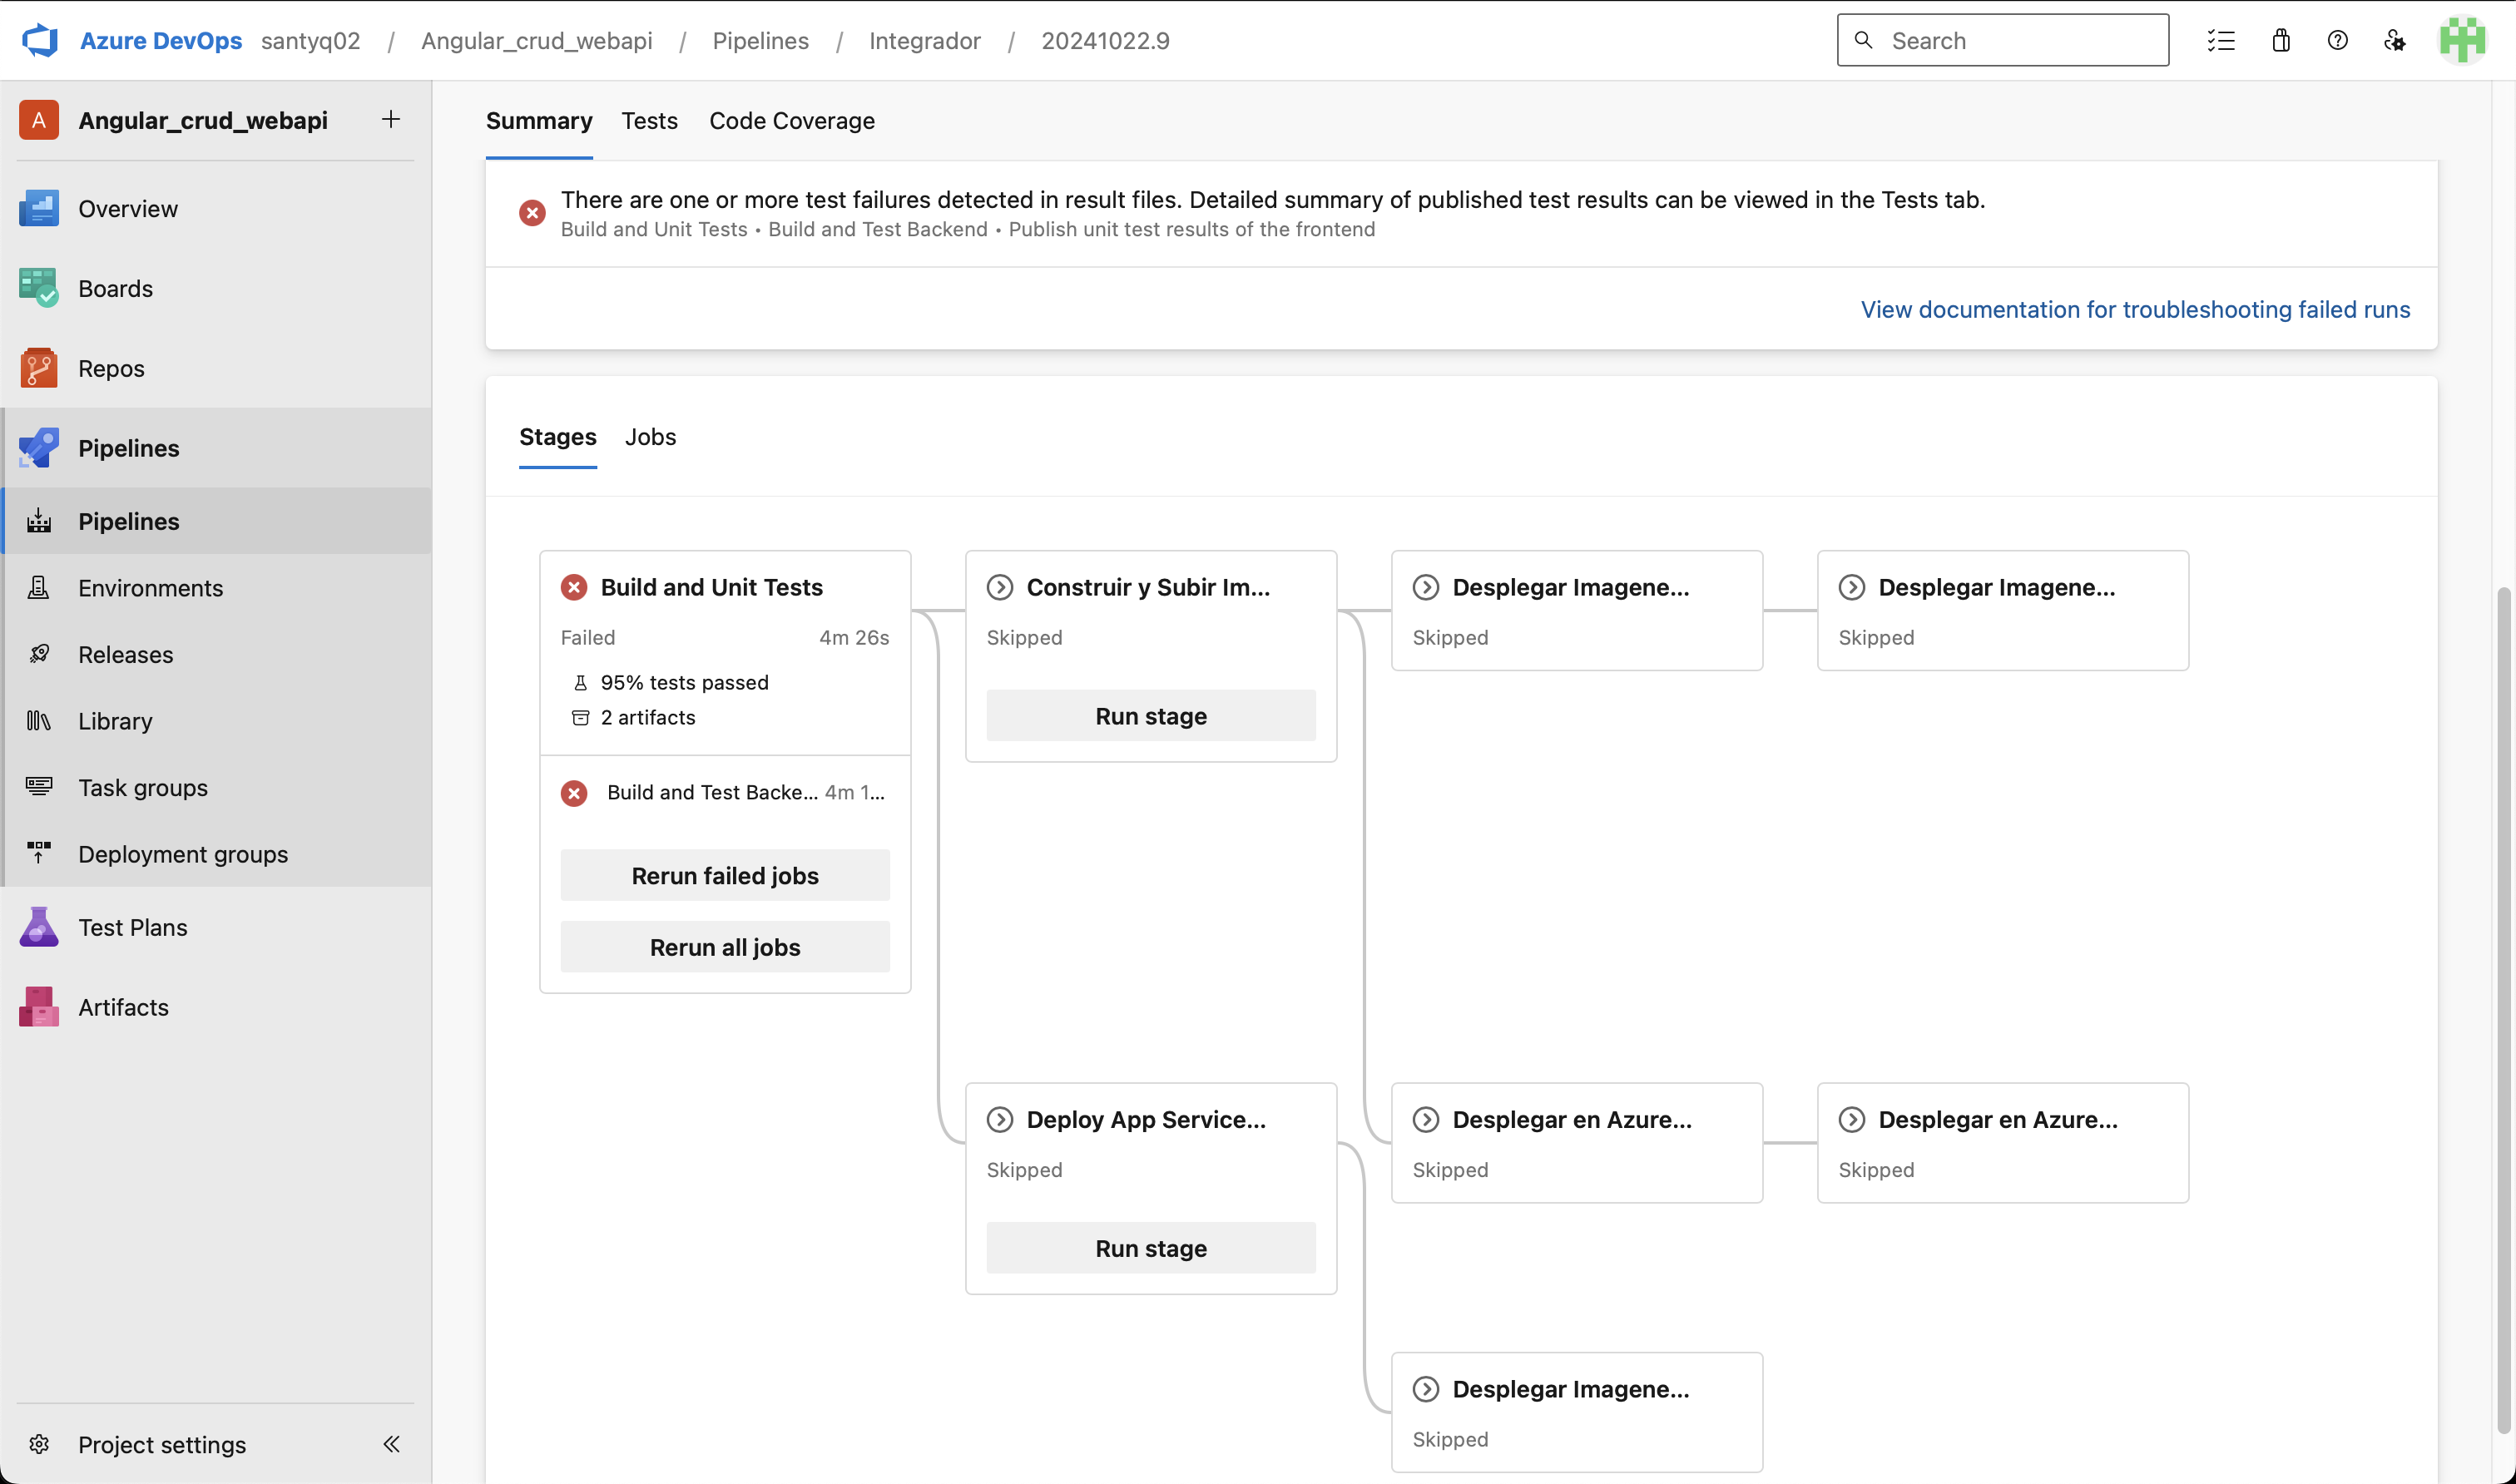 Azure DevOps santyq02 / Angular_crud_webapi / Pipelines / Integrador / 20241022.9
Search
A Angular_crud_webapi
Overview
Boards
Repos
Pipelines
Pipelines
Environments
Releases
Library
Task groups
Deployment groups
Test Plans
Artifacts
Project settings
Summary Tests Code Coverage
There are one or more test failures detected in result files. Detailed summary of published test results can be viewed in the Tests tab.
Build and Unit Tests • Build and Test Backend • Publish unit test results of the frontend
View documentation for troubleshooting failed runs
Stages Jobs
Build and Unit Tests
Failed 4m 26s
95% tests passed
2 artifacts
Build and Test Backe... 4m 1...
Rerun failed jobs
Rerun all jobs
Construir y Subir Im...
Skipped
Run stage
Desplegar Imagene...
Skipped
Desplegar Imagene...
Skipped
Deploy App Service...
Skipped
Run stage
Desplegar en Azure...
Skipped
Desplegar en Azure...
Skipped
Desplegar Imagene...
Skipped